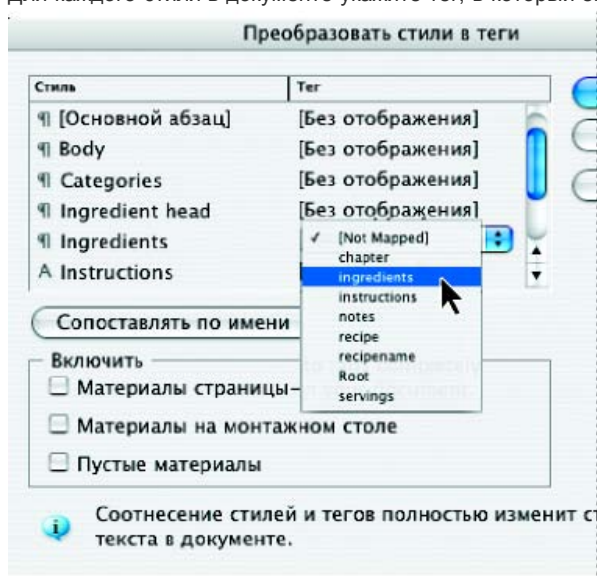 Для каждого стиля в документе укажите тег, в который
Преобразовать стили в теги
Стиль Тег
¶ [Основной абзац] [Без отображения]
¶ Body [Без отображения]
¶ Categories [Без отображения]
¶ Ingredient head [Без отображения]
¶ Ingredients ✓ [Not Mapped]
chapter
A Instructions ingredients
instructions
notes
recipe
recipename
Root
servings
Сопоставлять по имени
Включить
Материалы страницы-
Материалы на монтажном столе
Пустые материалы
Соотнесение стилей и тегов полностью изменит
текста в документе.